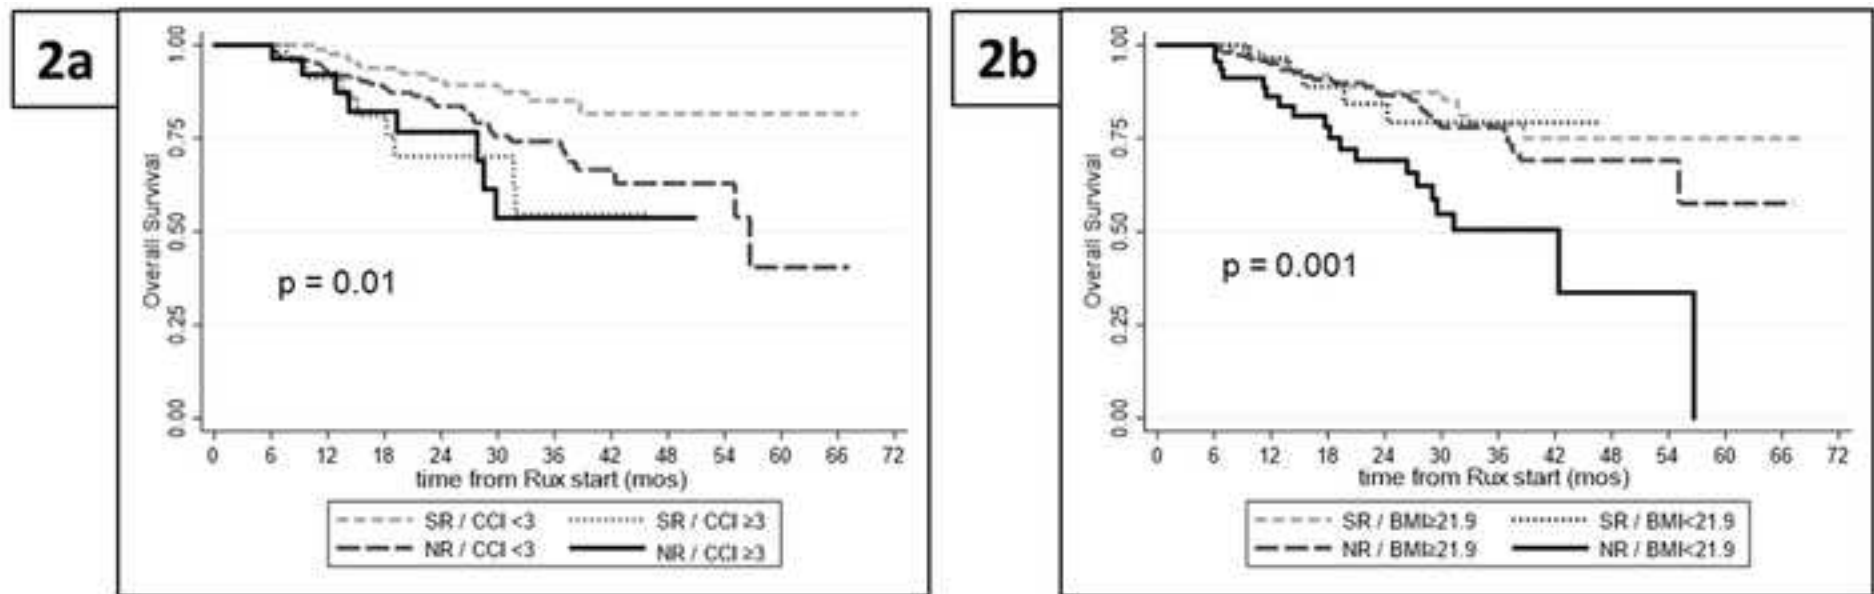 2a
Overall Survival
1.00
0.75
0.50
0.25
0.00
p = 0.01
0 6 12 18 24 30 36 42 48 54 60 66 72
time from Rux start (mos)
SR / CCI <3 SR / CCI ≥3
NR / CCI <3 NR / CCI ≥3
2b
Overall Survival
1.00
0.75
0.50
0.25
0.00
p = 0.001
0 6 12 18 24 30 36 42 48 54 60 66 72
time from Rux start (mos)
SR / BMI≥21.9 SR / BMI<21.9
NR / BMI≥21.9 NR / BMI<21.9